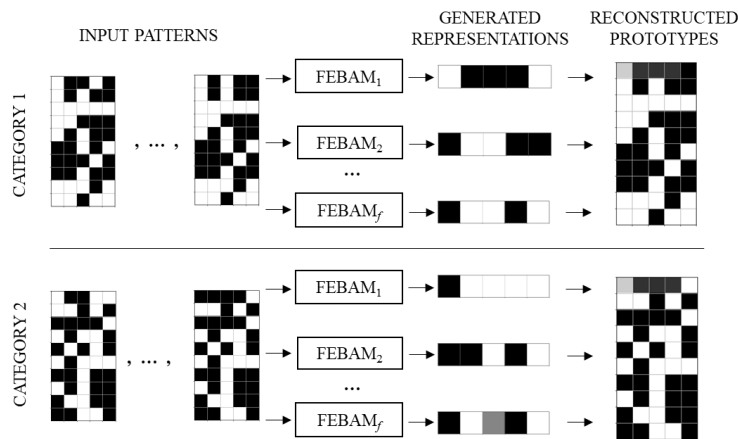 INPUT PATTERNS
GENERATED
REPRESENTATIONS
RECONSTRUCTED
PROTOTYPES
CATEGORY 1
, ... ,
FEBAM1
FEBAM2
...
FEBAMf
CATEGORY 2
, ... ,
FEBAM1
FEBAM2
...
FEBAMf